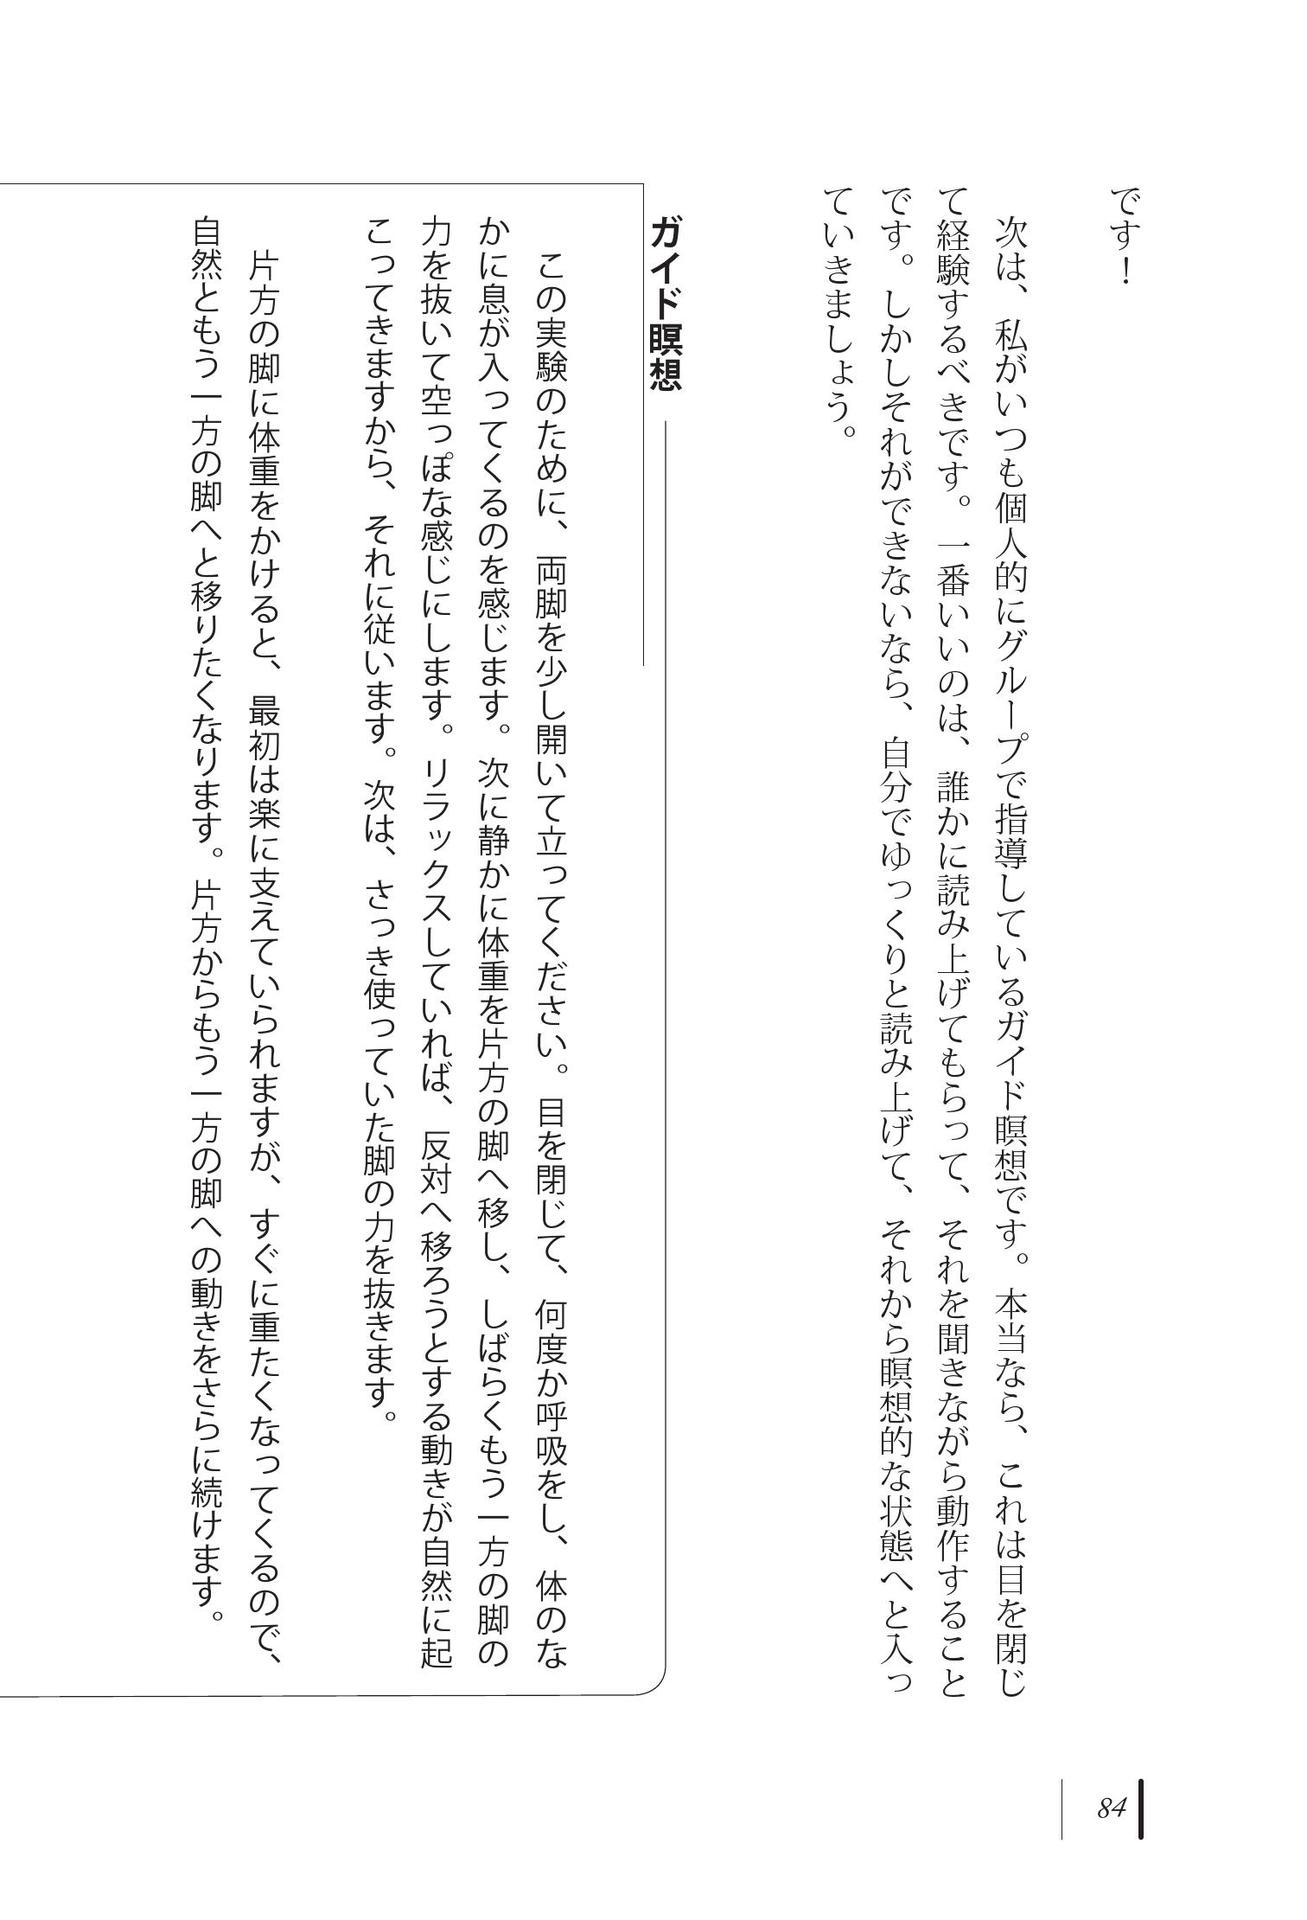 です！
次は、私がいつも個人的にグループで指導しているガイド瞑想です。本当なら、これは目を閉じ
て経験するべきです。一番いいのは、誰かに読み上げてもらって、それを聞きながら動作すること
です。しかしそれができないなら、自分でゆっくりと読み上げて、それから瞑想的な状態へと入っ
ていきましょう。
ガイド瞑想
この実験のために、両脚を少し開いて立ってください。目を閉じて、何度か呼吸をし、体のな
かに息が入ってくるのを感じます。次に静かに体重を片方の脚へ移し、しばらくもう一方の脚の
力を抜いて空っぽな感じにします。リラックスしていれば、反対へ移ろうとする動きが自然に起
こってきますから、それに従います。次は、さっき使っていた脚の力を抜きます。
片方の脚に体重をかけると、最初は楽に支えていられますが、すぐに重たくなってくるので、
自然ともう一方の脚へと移りたくなります。片方からもう一方の脚への動きをさらに続けます。
84